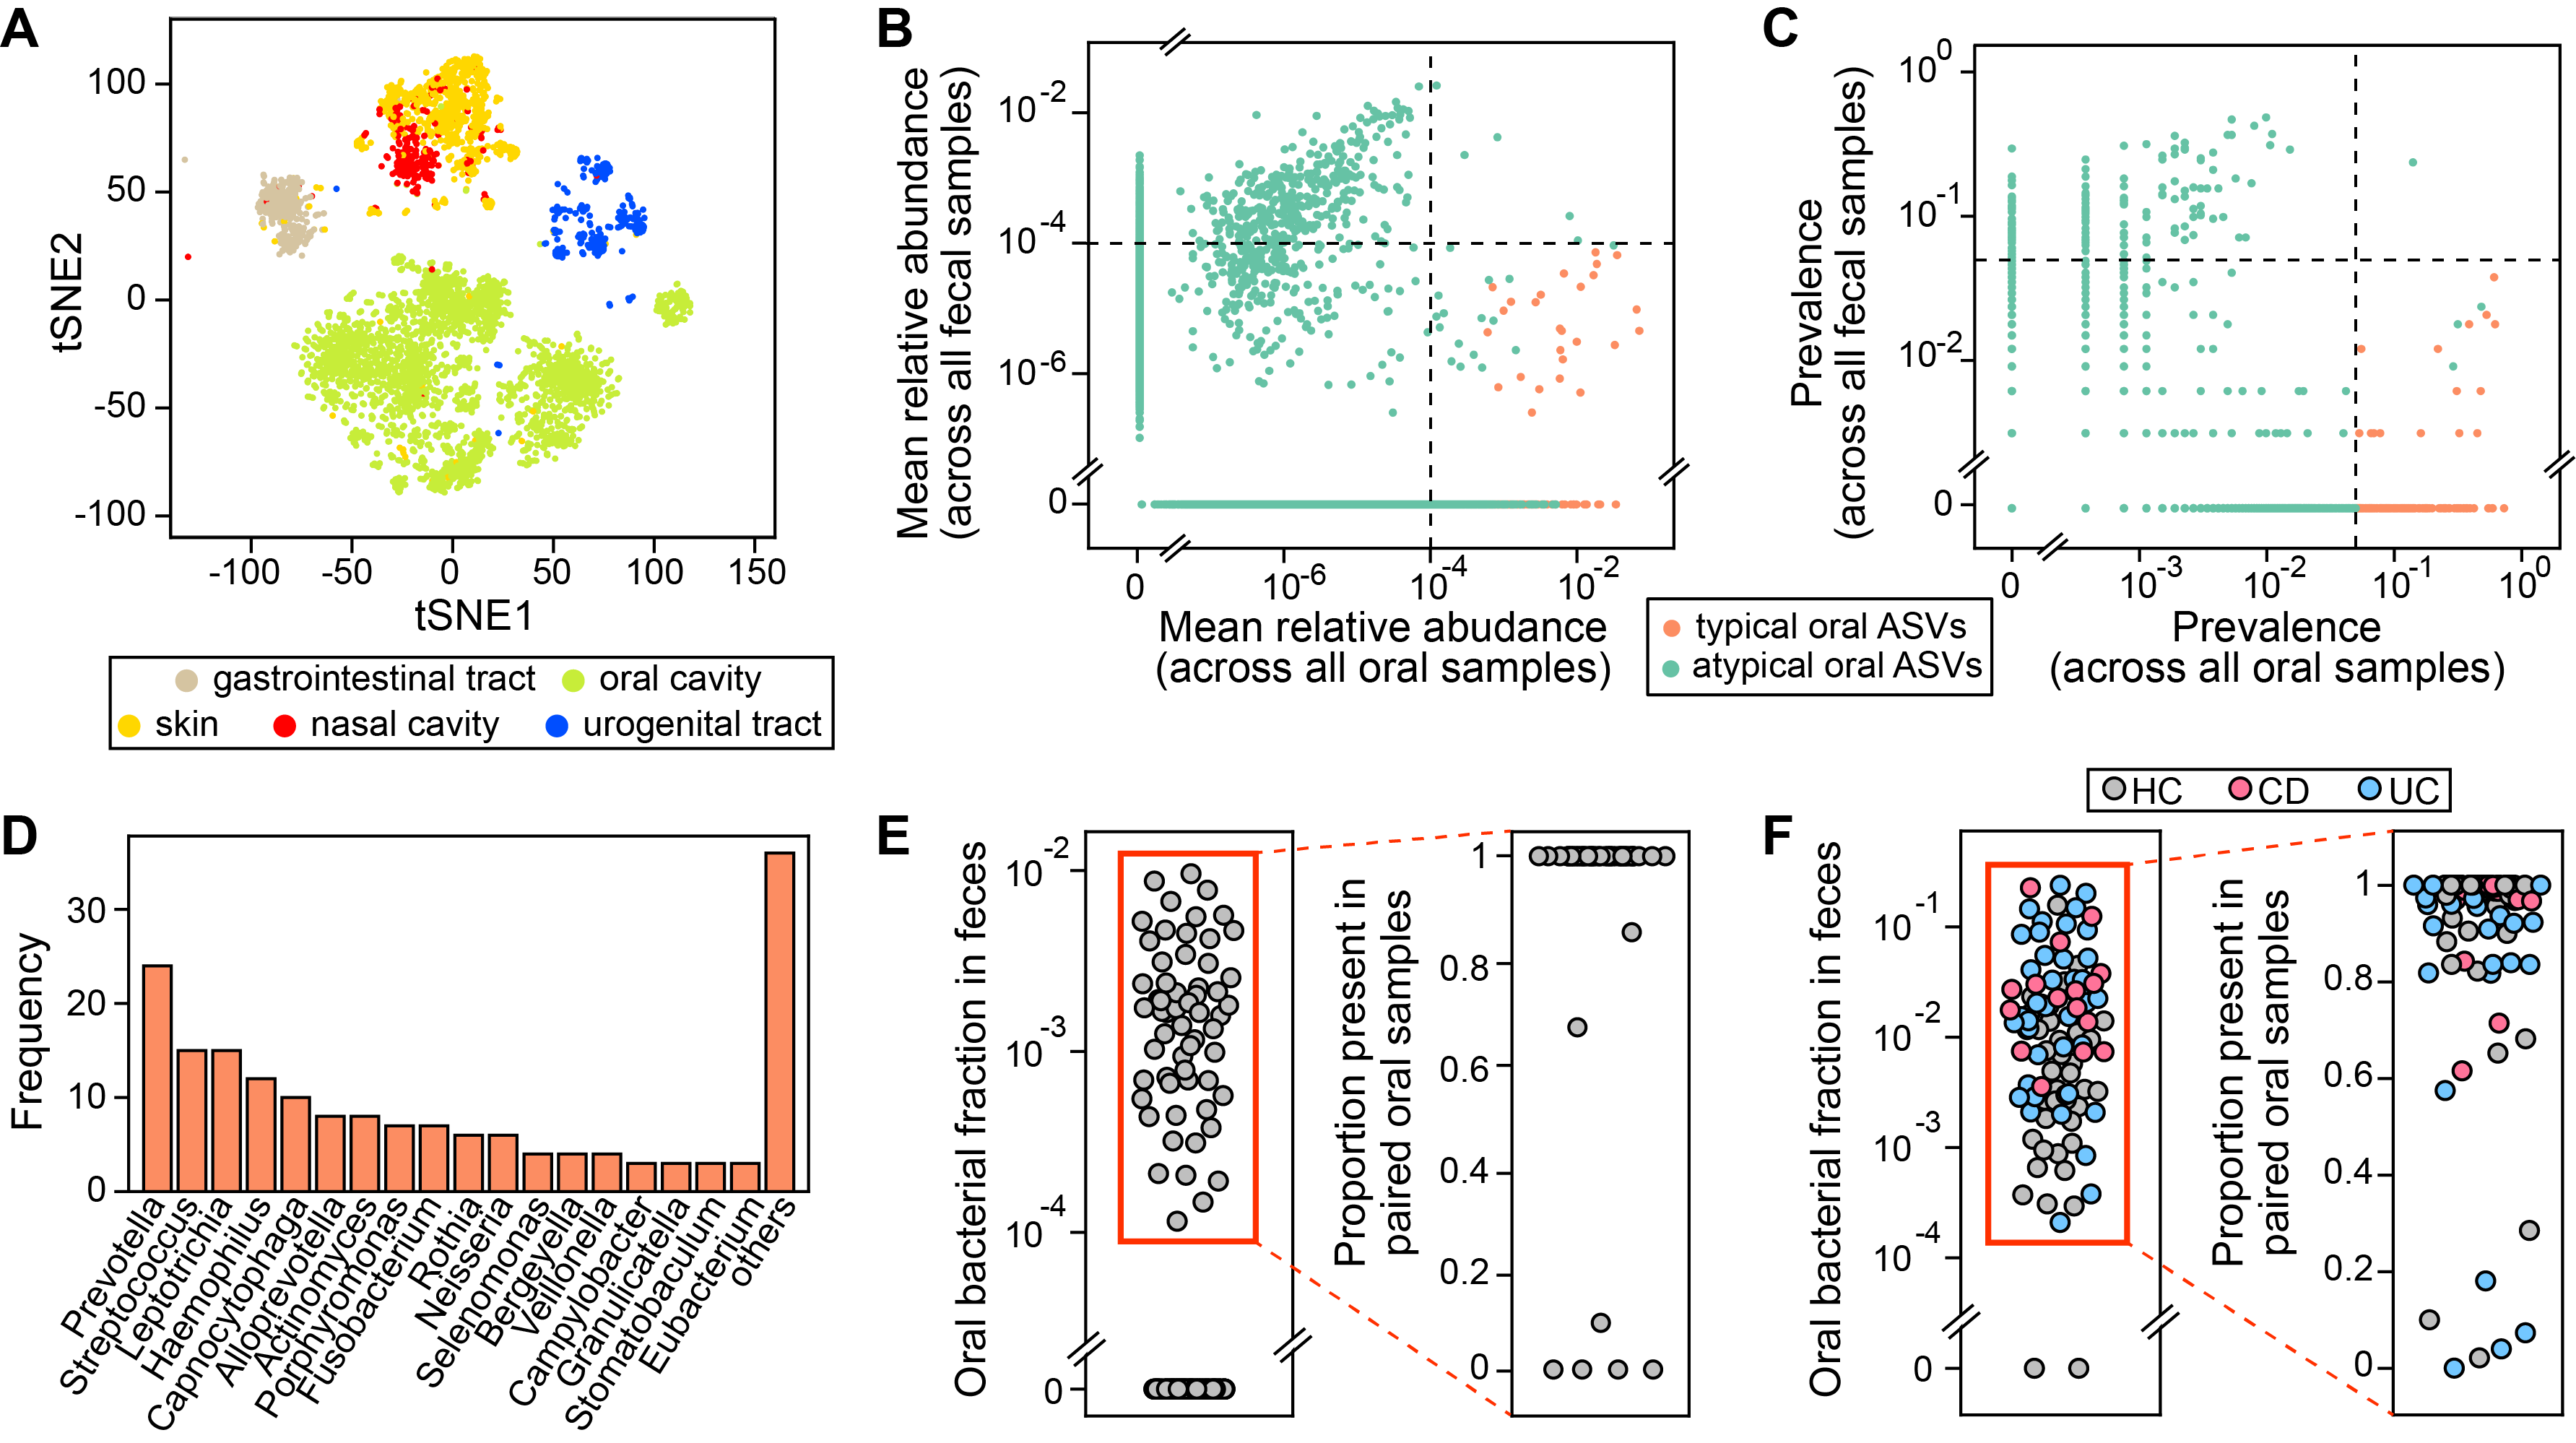 A
100
50
0
-50
-100
tSNE2
-100
-50
0
50
100
150
tSNE1
gastrointestinal tract
oral cavity
skin
nasal cavity
urogenital tract
B
Mean relative abundance
(across all fecal samples)
10-2
10-4
10-6
0
0
10-6
10-4
10-2
Mean relative abudance
(across all oral samples)
typical oral ASVs
atypical oral ASVs
C
Prevalence
(across all fecal samples)
100
10-1
10-2
0
0
10-3
10-2
10-1
100
Prevalence
(across all oral samples)
D
Frequency
30
20
10
0
Prevotella
Streptococcus
Leptotrichia
Haemophilus
Capnocytophaga
Alloprevotella
Actinomyces
Porphyromonas
Fusobacterium
Rothia
Neisseria
Selenomonas
Bergeyella
Veillonella
Campylobacter
Granulicatella
Stomatobaculum
Eubacterium
others
E
Oral bacterial fraction in feces
10-2
10-3
10-4
0
Proportion present in
paired oral samples
1
0.8
0.6
0.4
0.2
0
HC
CD
UC
F
Oral bacterial fraction in feces
10-1
10-2
10-3
10-4
0
Proportion present in
paired oral samples
1
0.8
0.6
0.4
0.2
0